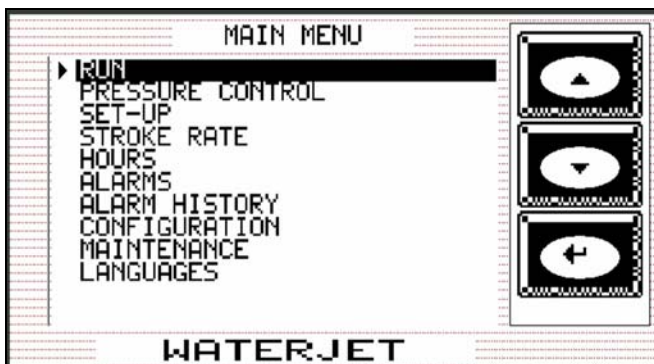 MAIN MENU
RUN
PRESSURE CONTROL
SET-UP
STROKE RATE
HOURS
ALARMS
ALARM HISTORY
CONFIGURATION
MAINTENANCE
LANGUAGES
WATERJET